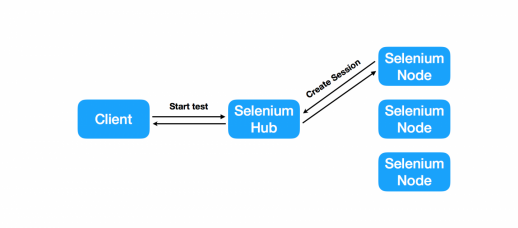 Client
Start test
Selenium
Hub
Create Session
Selenium
Node
Selenium
Node
Selenium
Node